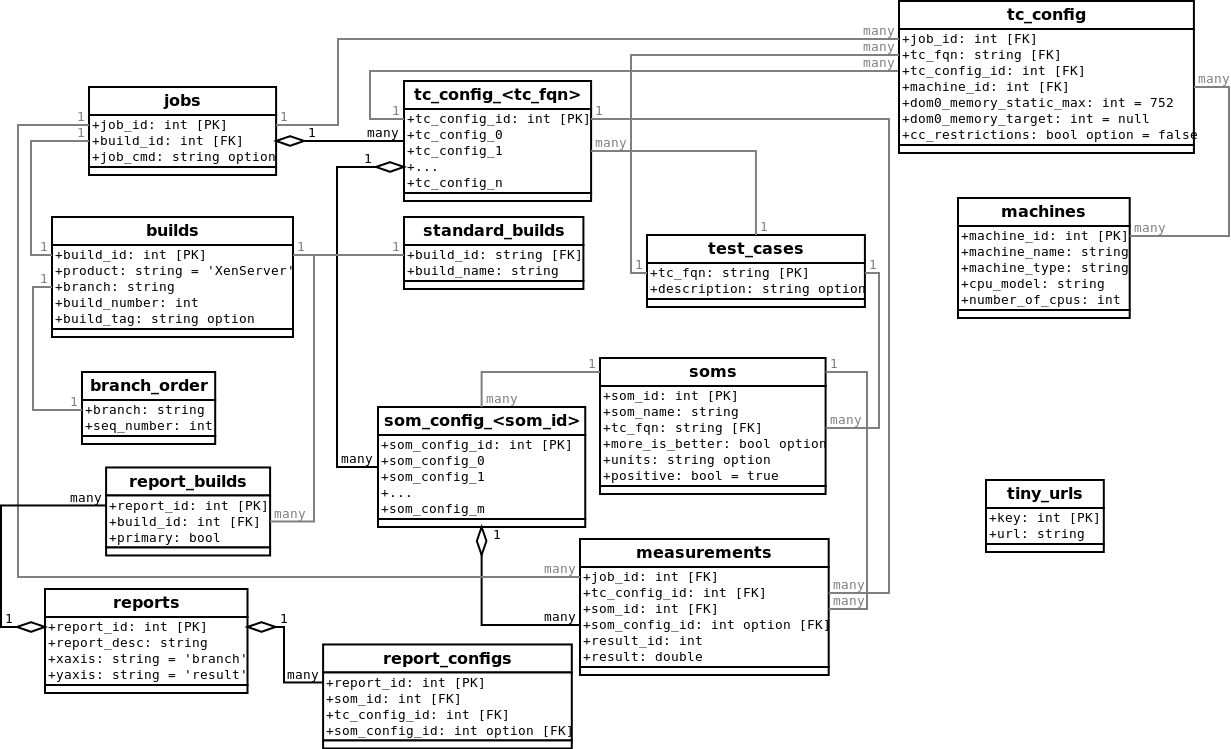 tc_config
+job_id: int [FK]
+tc_fqn: string [FK]
+tc_config_id: int [FK]
+machine_id: int [FK]
+dom0_memory_static_max: int = 752
+dom0_memory_target: int = null
+cc_restrictions: bool option = false
many
many
many
many
jobs
+job_id: int [PK]
+build_id: int [FK]
+job_cmd: string option
1
1
1
1
many
tc_config_<tc_fqn>
+tc_config_id: int [PK]
+tc_config_0
+tc_config_1
+...
+tc_config_n
1
1
1
many
builds
+build_id: int [PK]
+product: string = 'XenServer'
+branch: string
+build_number: int
+build_tag: string option
1
1
1
standard_builds
+build_id: string [FK]
+build_name: string
1
test_cases
+tc_fqn: string [PK]
+description: string option
1
1
1
machines
+machine_id: int [PK]
+machine_name: string
+machine_type: string
+cpu_model: string
+number_of_cpus: int
many
branch_order
+branch: string
+seq_number: int
1
soms
+som_id: int [PK]
+som_name: string
+tc_fqn: string [FK]
+more_is_better: bool option
+units: string option
+positive: bool = true
1
1
many
som_config_<som_id>
+som_config_id: int [PK]
+som_config_0
+som_config_1
+...
+som_config_m
many
many
1
report_builds
+report_id: int [PK]
+build_id: int [FK]
+primary: bool
many
many
tiny_urls
+key: int [PK]
+url: string
measurements
+job_id: int [FK]
+tc_config_id: int [FK]
+som_id: int [FK]
+som_config_id: int option [FK]
+result_id: int
+result: double
many
many
many
many
reports
+report_id: int [PK]
+report_desc: string
+xaxis: string = 'branch'
+yaxis: string = 'result'
1
1
report_configs
+report_id: int [PK]
+som_id: int [FK]
+tc_config_id: int [FK]
+som_config_id: int option [FK]
many